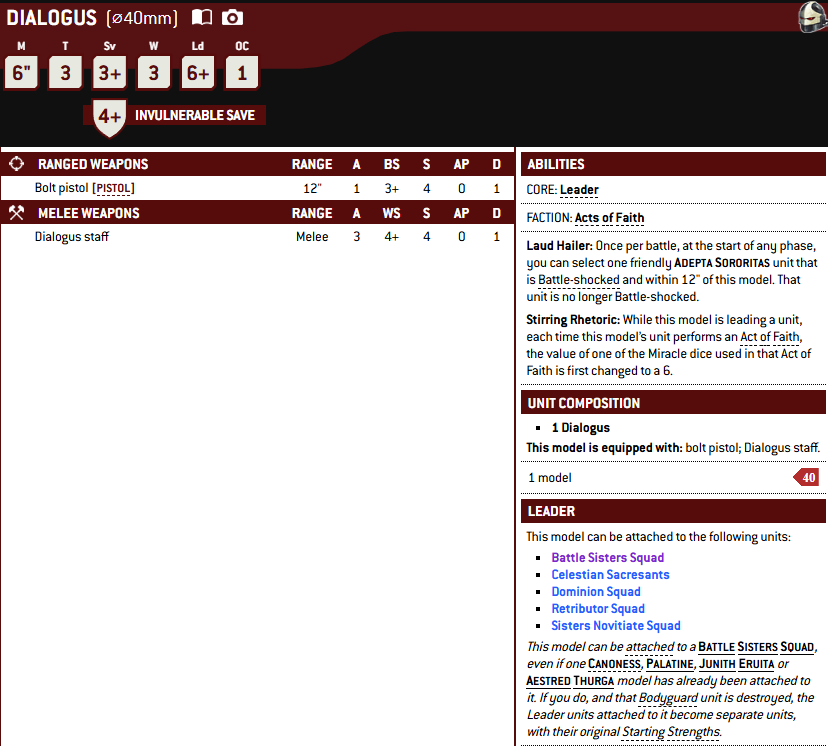 DIALOGUS (⌀40mm)
M T Sv W Ld OC
6" 3 3+ 3 6+ 1
4+ INVULNERABLE SAVE
RANGED WEAPONS RANGE A BS S AP D
Bolt pistol [PISTOL] 12" 1 3+ 4 0 1
MELEE WEAPONS RANGE A WS S AP D
Dialogus staff Melee 3 4+ 4 0 1
ABILITIES
CORE: Leader
FACTION: Acts of Faith
Laud Hailer: Once per battle, at the start of any phase,
you can select one friendly ADEPTA SORORITAS unit that
is Battle-shocked and within 12" of this model. That
unit is no longer Battle-shocked.
Stirring Rhetoric: While this model is leading a unit,
each time this model's unit performs an Act of Faith,
the value of one of the Miracle dice used in that Act of
Faith is first changed to a 6.
UNIT COMPOSITION
▪ 1 Dialogus
This model is equipped with: bolt pistol; Dialogus staff.
1 model 40
LEADER
This model can be attached to the following units:
▪ Battle Sisters Squad
▪ Celestian Sacresants
▪ Dominion Squad
▪ Retributor Squad
▪ Sisters Novitiate Squad
This model can be attached to a BATTLE SISTERS SQUAD,
even if one CANONESS, PALATINE, JUNITH ERUITA or
AESTRED THURGA model has already been attached to
it. If you do, and that Bodyguard unit is destroyed, the
Leader units attached to it become separate units,
with their original Starting Strengths.